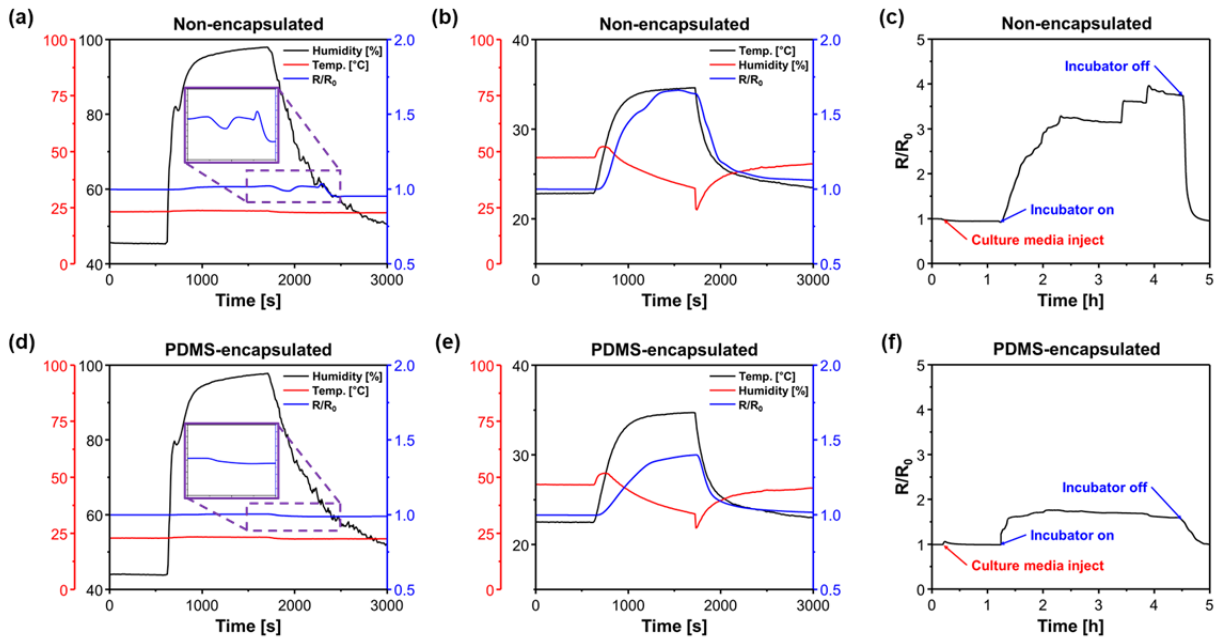 (a)
Non-encapsulated
100
75
50
25
0
100
80
60
40
Humidity [%]
Temp. [°C]
R/R0
2.0
1.5
1.0
0.5
0 1000 2000 3000
Time [s]
(b)
Non-encapsulated
100
75
50
25
0
40
30
20
Temp. [°C]
Humidity [%]
R/R0
2.0
1.5
1.0
0.5
0 1000 2000 3000
Time [s]
(c)
Non-encapsulated
R/R0
5
4
3
2
1
0
Incubator off
Incubator on
Culture media inject
0 1 2 3 4 5
Time [h]
(d)
PDMS-encapsulated
100
75
50
25
0
100
80
60
40
Humidity [%]
Temp. [°C]
R/R0
2.0
1.5
1.0
0.5
0 1000 2000 3000
Time [s]
(e)
PDMS-encapsulated
100
75
50
25
0
40
30
20
Temp. [°C]
Humidity [%]
R/R0
2.0
1.5
1.0
0.5
0 1000 2000 3000
Time [s]
(f)
PDMS-encapsulated
R/R0
5
4
3
2
1
0
Incubator off
Incubator on
Culture media inject
0 1 2 3 4 5
Time [h]